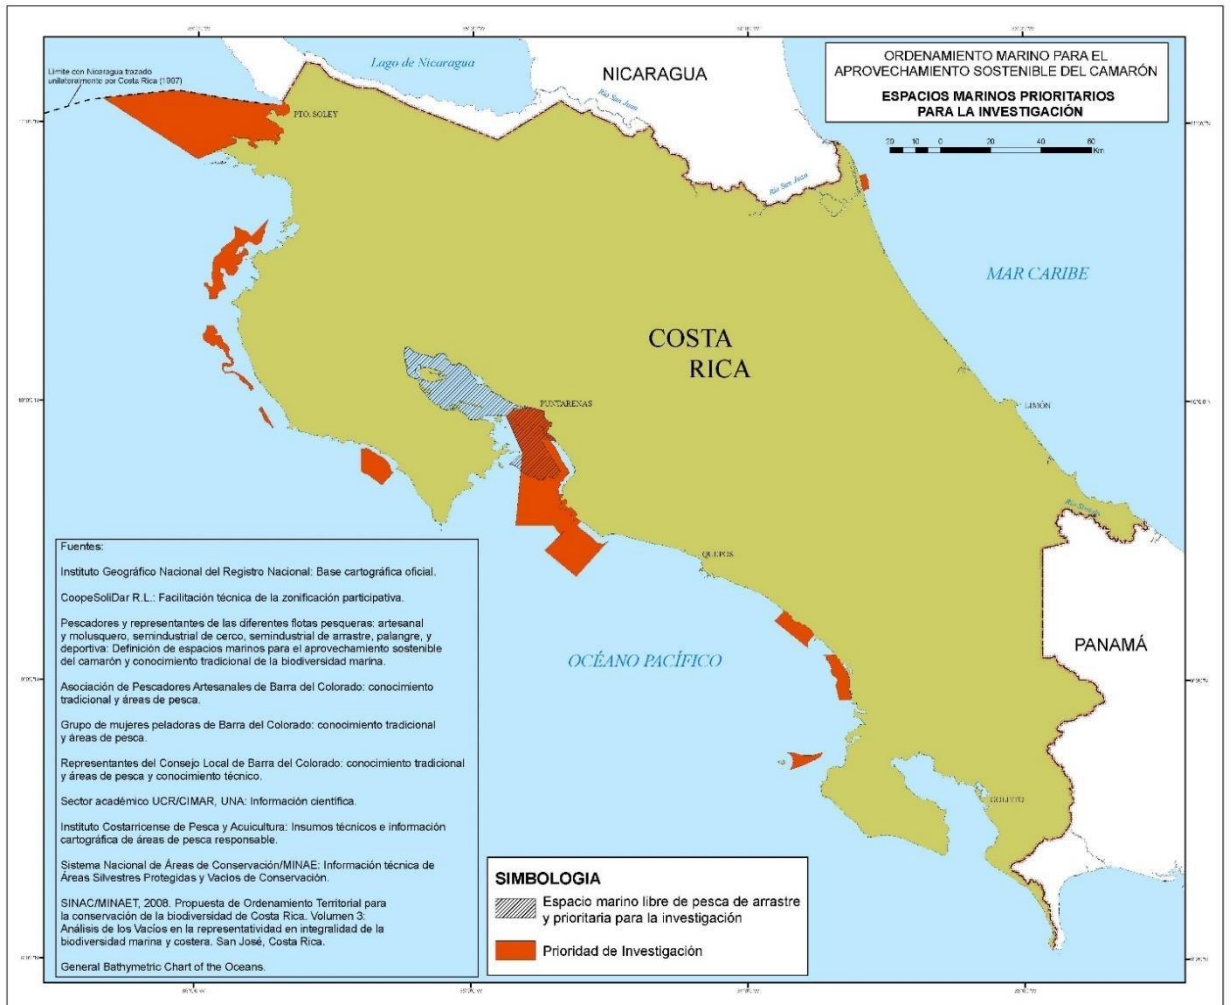 Límite con Nicaragua trazado
unilateralmente por Costa Rica (1997)
Lago de Nicaragua
NICARAGUA
ORDENAMIENTO MARINO PARA EL
APROVECHAMIENTO SOSTENIBLE DEL CAMARÓN
ESPACIOS MARINOS PRIORITARIOS
PARA LA INVESTIGACIÓN
20 10 0 20 40 60
Km
Río San Juan
PTO. SOLEY
Río San Juan
MAR CARIBE
COSTA
RICA
PUNTARENAS
LIMÓN
QUEPOS
PANAMÁ
OCÉANO PACÍFICO
GOLFITO
Fuentes:
Instituto Geográfico Nacional del Registro Nacional: Base cartográfica oficial.
CoopeSoliDar R.L.: Facilitación técnica de la zonificación participativa.
Pescadores y representantes de las diferentes flotas pesqueras: artesanal
y molusquero, semindustrial de cerco, semindustrial de arrastre, palangre, y
deportiva: Definición de espacios marinos para el aprovechamiento sostenible
del camarón y conocimiento tradicional de la biodiversidad marina.
Asociación de Pescadores Artesanales de Barra del Colorado: conocimiento
tradicional y áreas de pesca.
Grupo de mujeres peladoras de Barra del Colorado: conocimiento tradicional
y áreas de pesca.
Representantes del Consejo Local de Barra del Colorado: conocimiento tradicional
y áreas de pesca y conocimiento técnico.
Sector académico UCR/CIMAR, UNA: Información científica.
Instituto Costarricense de Pesca y Acuicultura: Insumos técnicos e información
cartográfica de áreas de pesca responsable.
Sistema Nacional de Áreas de Conservación/MINAE: Información técnica de
Áreas Silvestres Protegidas y Vacíos de Conservación.
SINAC/MINAET, 2008. Propuesta de Ordenamiento Territorial para
la conservación de la biodiversidad de Costa Rica. Volumen 3:
Análisis de los Vacíos en la representatividad en integralidad de la
biodiversidad marina y costera. San José, Costa Rica.
General Bathymetric Chart of the Oceans.
SIMBOLOGIA
Espacio marino libre de pesca de arrastre
y prioritaria para la investigación
Prioridad de Investigación